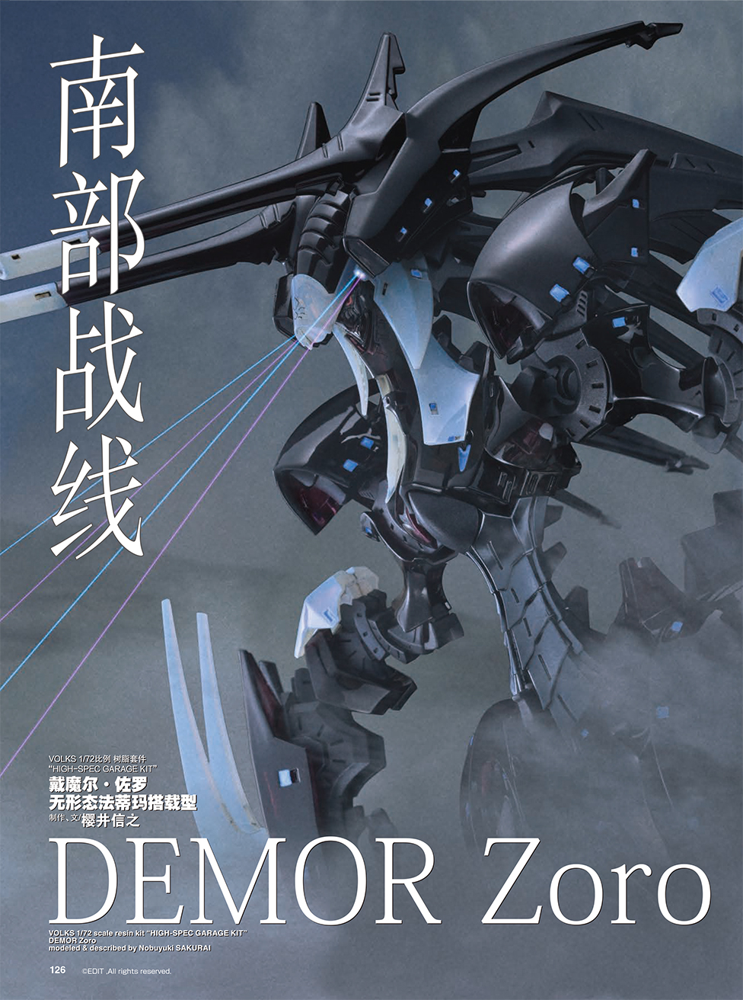 南部战线
VOLKS 1/72比例 树脂套件
“HIGH-SPEC GARAGE KIT”
戴魔尔·佐罗
无形态法蒂玛搭载型
制作、文/樱井信之
DEMOR Zoro
VOLKS 1/72 scale resin kit “HIGH-SPEC GARAGE KIT”
DEMOR Zoro
modeled & described by Nobuyuki SAKURAI
126 ©EDIT ,All rights reserved.